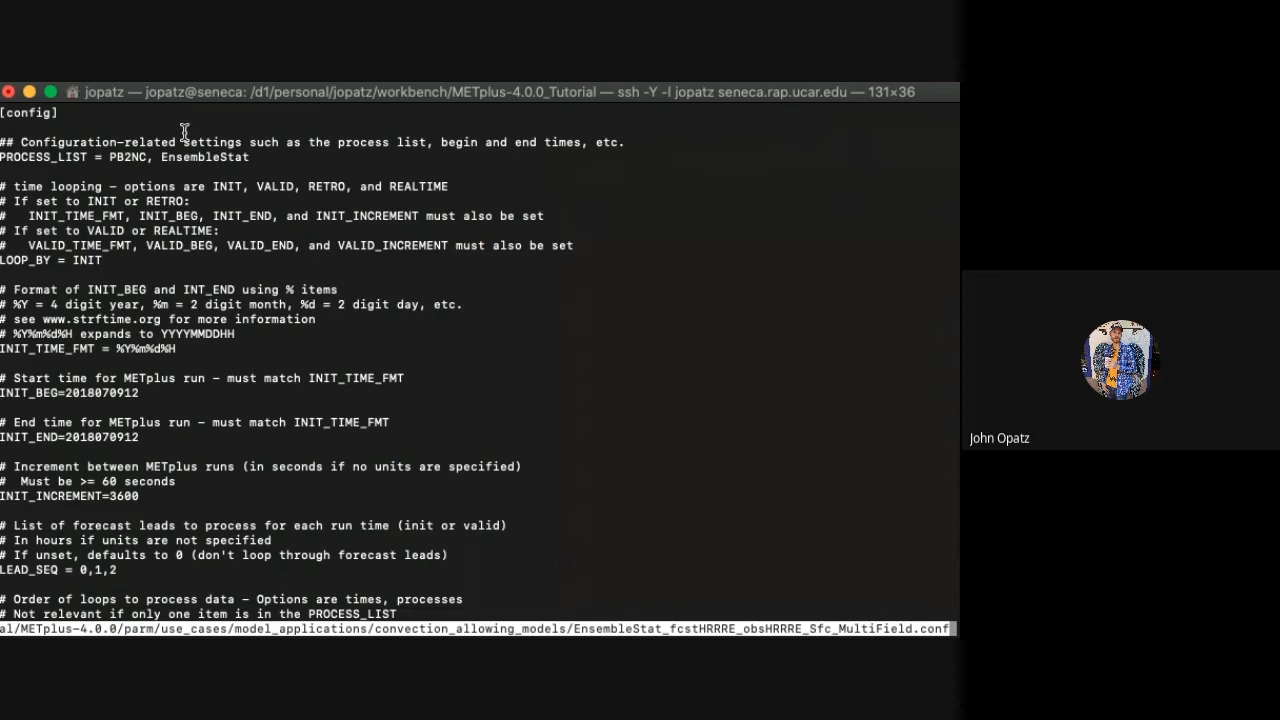 jopatz — jopatz@seneca: /d1/personal/jopatz/workbench/METplus-4.0.0_Tutorial — ssh -Y -l jopatz seneca.rap.ucar.edu — 131×36
[config]
## Configuration-related settings such as the process list, begin and end times, etc.
PROCESS_LIST = PB2NC, EnsembleStat
# time looping - options are INIT, VALID, RETRO, and REALTIME
# If set to INIT or RETRO:
#   INIT_TIME_FMT, INIT_BEG, INIT_END, and INIT_INCREMENT must also be set
# If set to VALID or REALTIME:
#   VALID_TIME_FMT, VALID_BEG, VALID_END, and VALID_INCREMENT must also be set
LOOP_BY = INIT
# Format of INIT_BEG and INT_END using % items
# %Y = 4 digit year, %m = 2 digit month, %d = 2 digit day, etc.
# see www.strftime.org for more information
# %Y%m%d%H expands to YYYYMMDDHH
INIT_TIME_FMT = %Y%m%d%H
# Start time for METplus run - must match INIT_TIME_FMT
INIT_BEG=2018070912
# End time for METplus run - must match INIT_TIME_FMT
INIT_END=2018070912
# Increment between METplus runs (in seconds if no units are specified)
#  Must be >= 60 seconds
INIT_INCREMENT=3600
# List of forecast leads to process for each run time (init or valid)
# In hours if units are not specified
# If unset, defaults to 0 (don't loop through forecast leads)
LEAD_SEQ = 0,1,2
# Order of loops to process data - Options are times, processes
# Not relevant if only one item is in the PROCESS_LIST
al/METplus-4.0.0/parm/use_cases/model_applications/convection_allowing_models/EnsembleStat_fcstHRRRE_obsHRRRE_Sfc_MultiField.conf
John Opatz